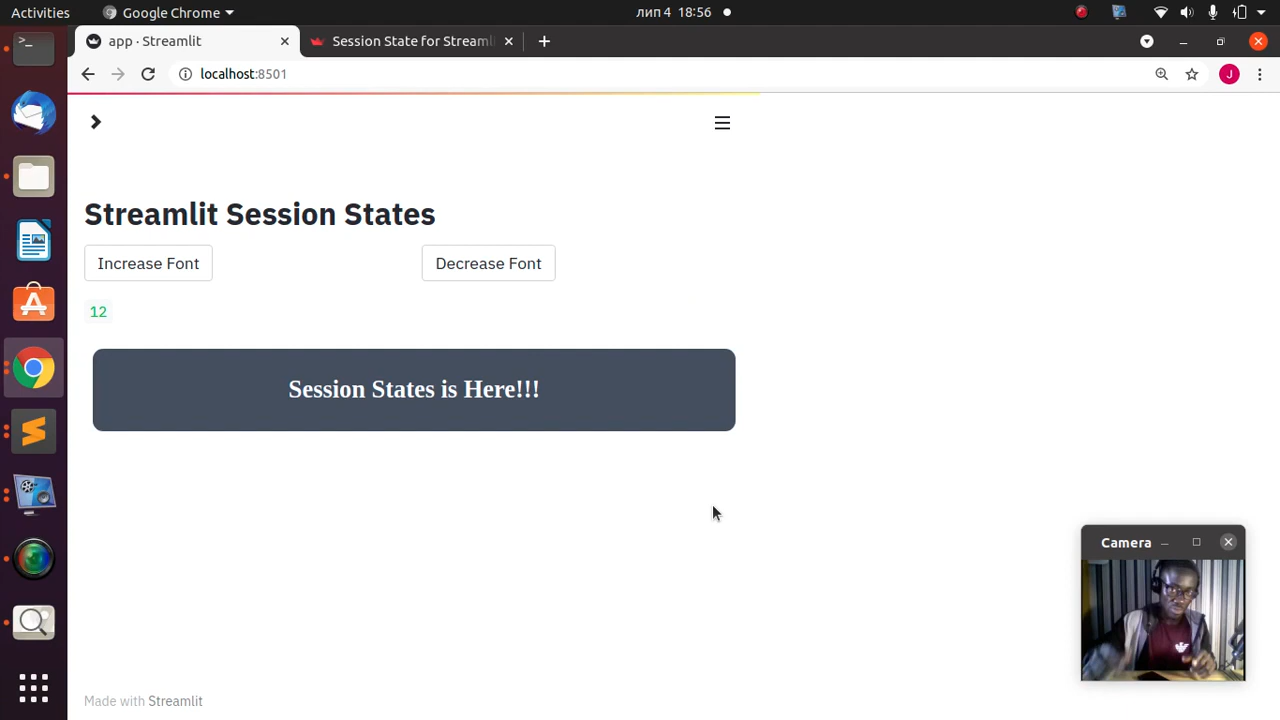 Activities
Google Chrome
лип 4 18:56
app · Streamlit
Session State for Streaml
localhost:8501
J
Streamlit Session States
Increase Font
Decrease Font
12
Session States is Here!!!
Camera
Made with Streamlit